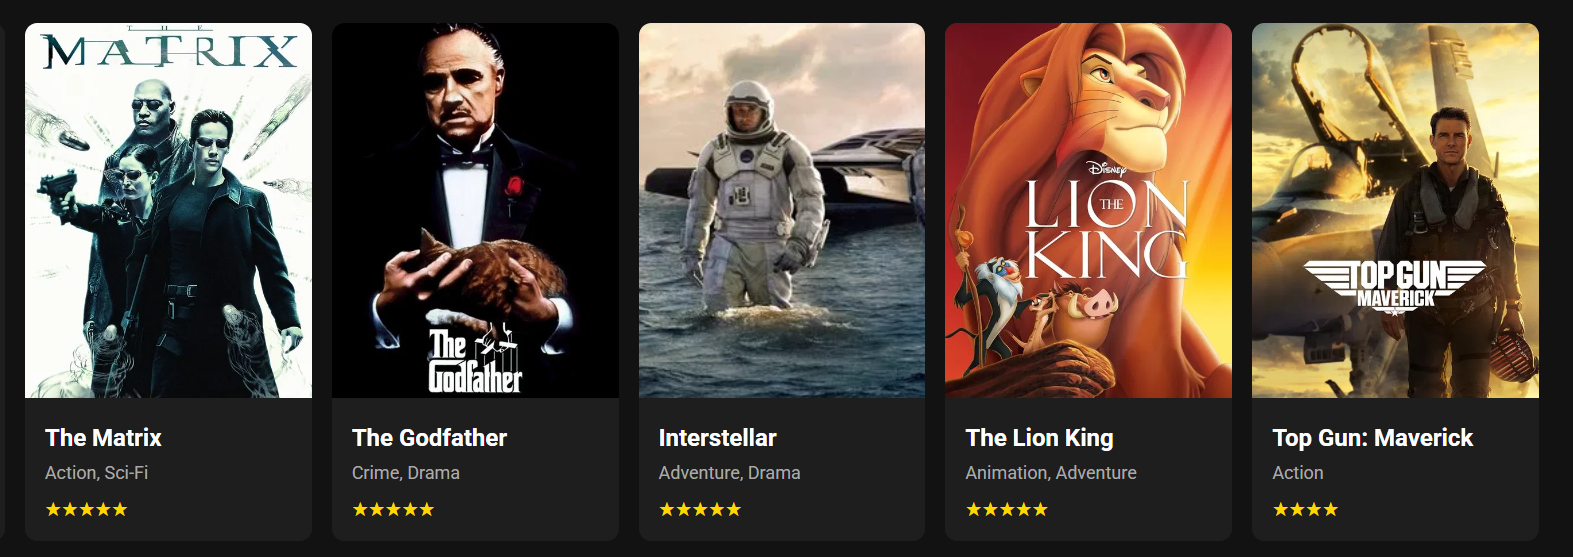 THE
MATRIX
The
Godfather
Disney
THE
LION
KING
TOP GUN
MAVERICK
The Matrix
Action, Sci-Fi
★★★★★
The Godfather
Crime, Drama
★★★★★
Interstellar
Adventure, Drama
★★★★★
The Lion King
Animation, Adventure
★★★★★
Top Gun: Maverick
Action
★★★★